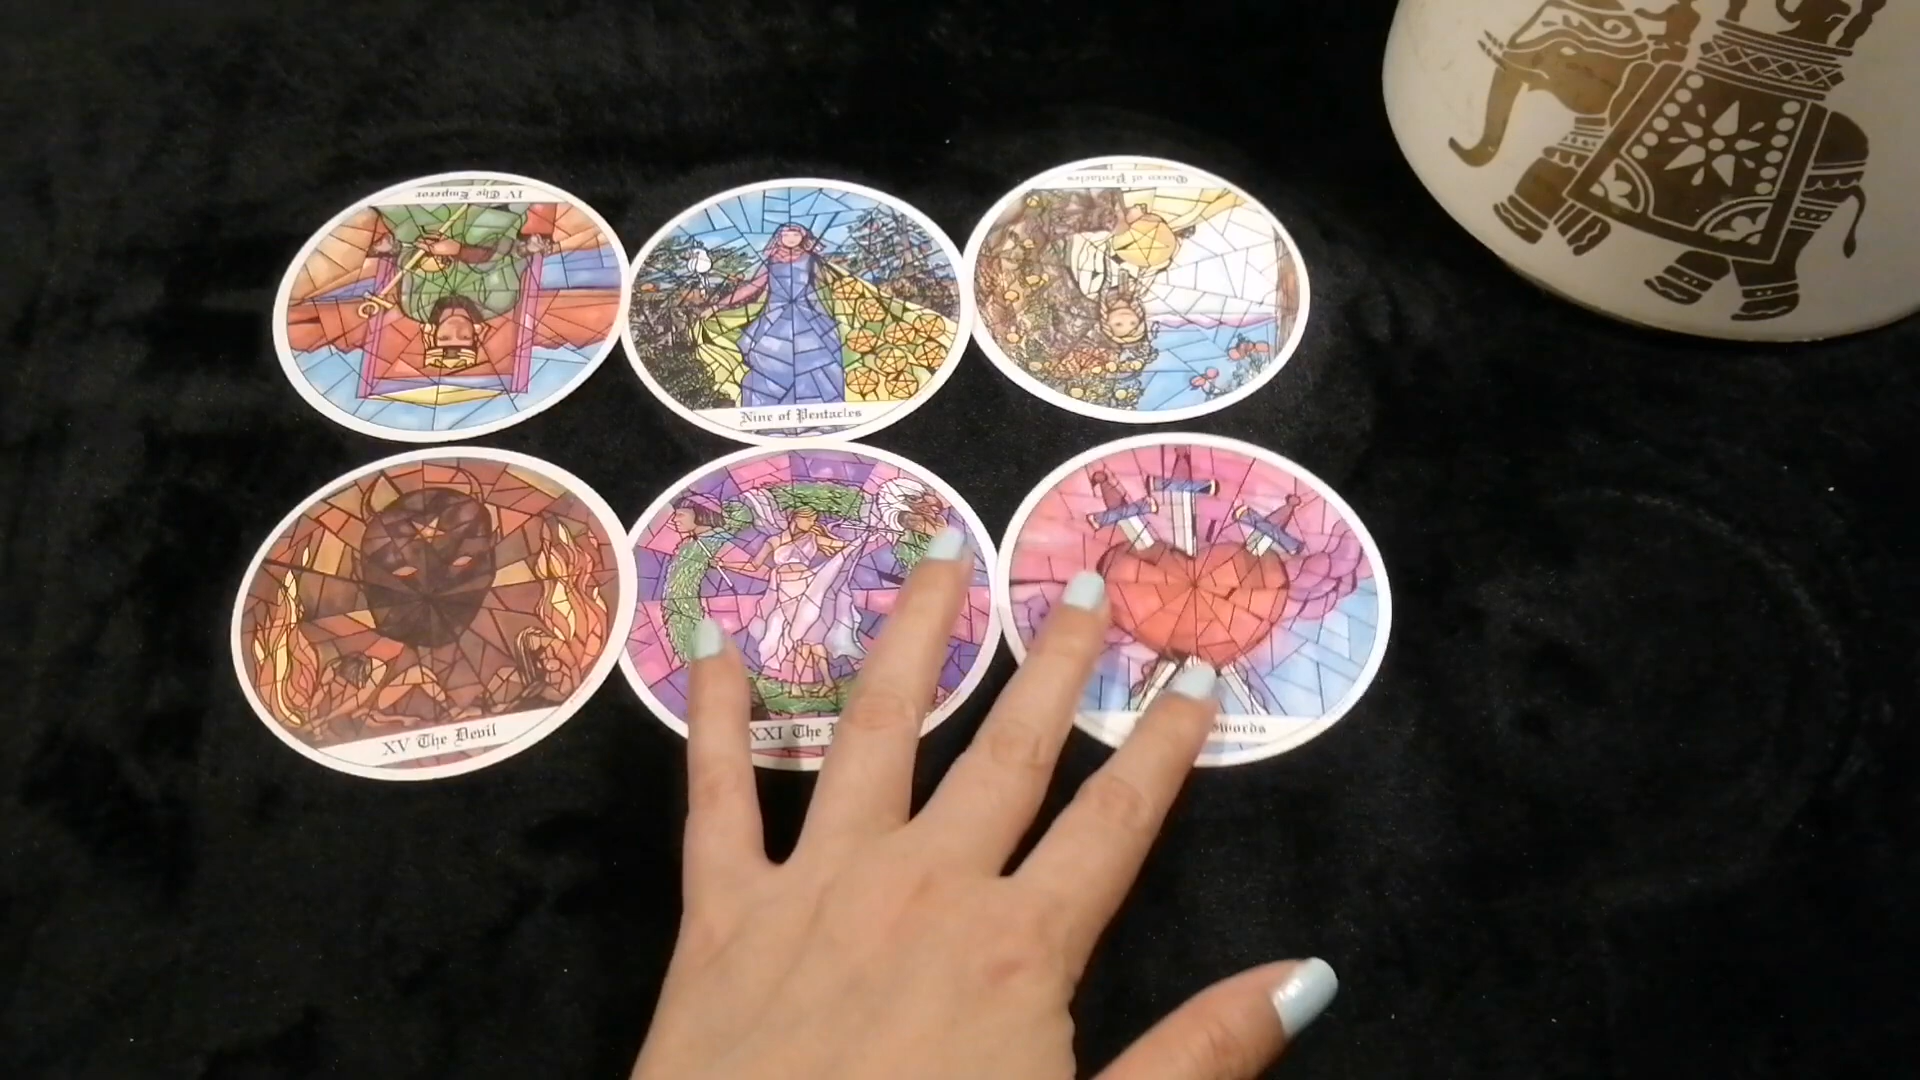 IV The Emperor
Nine of Pentacles
Queen of Pentacles
XV The Devil
XXI The
Swords